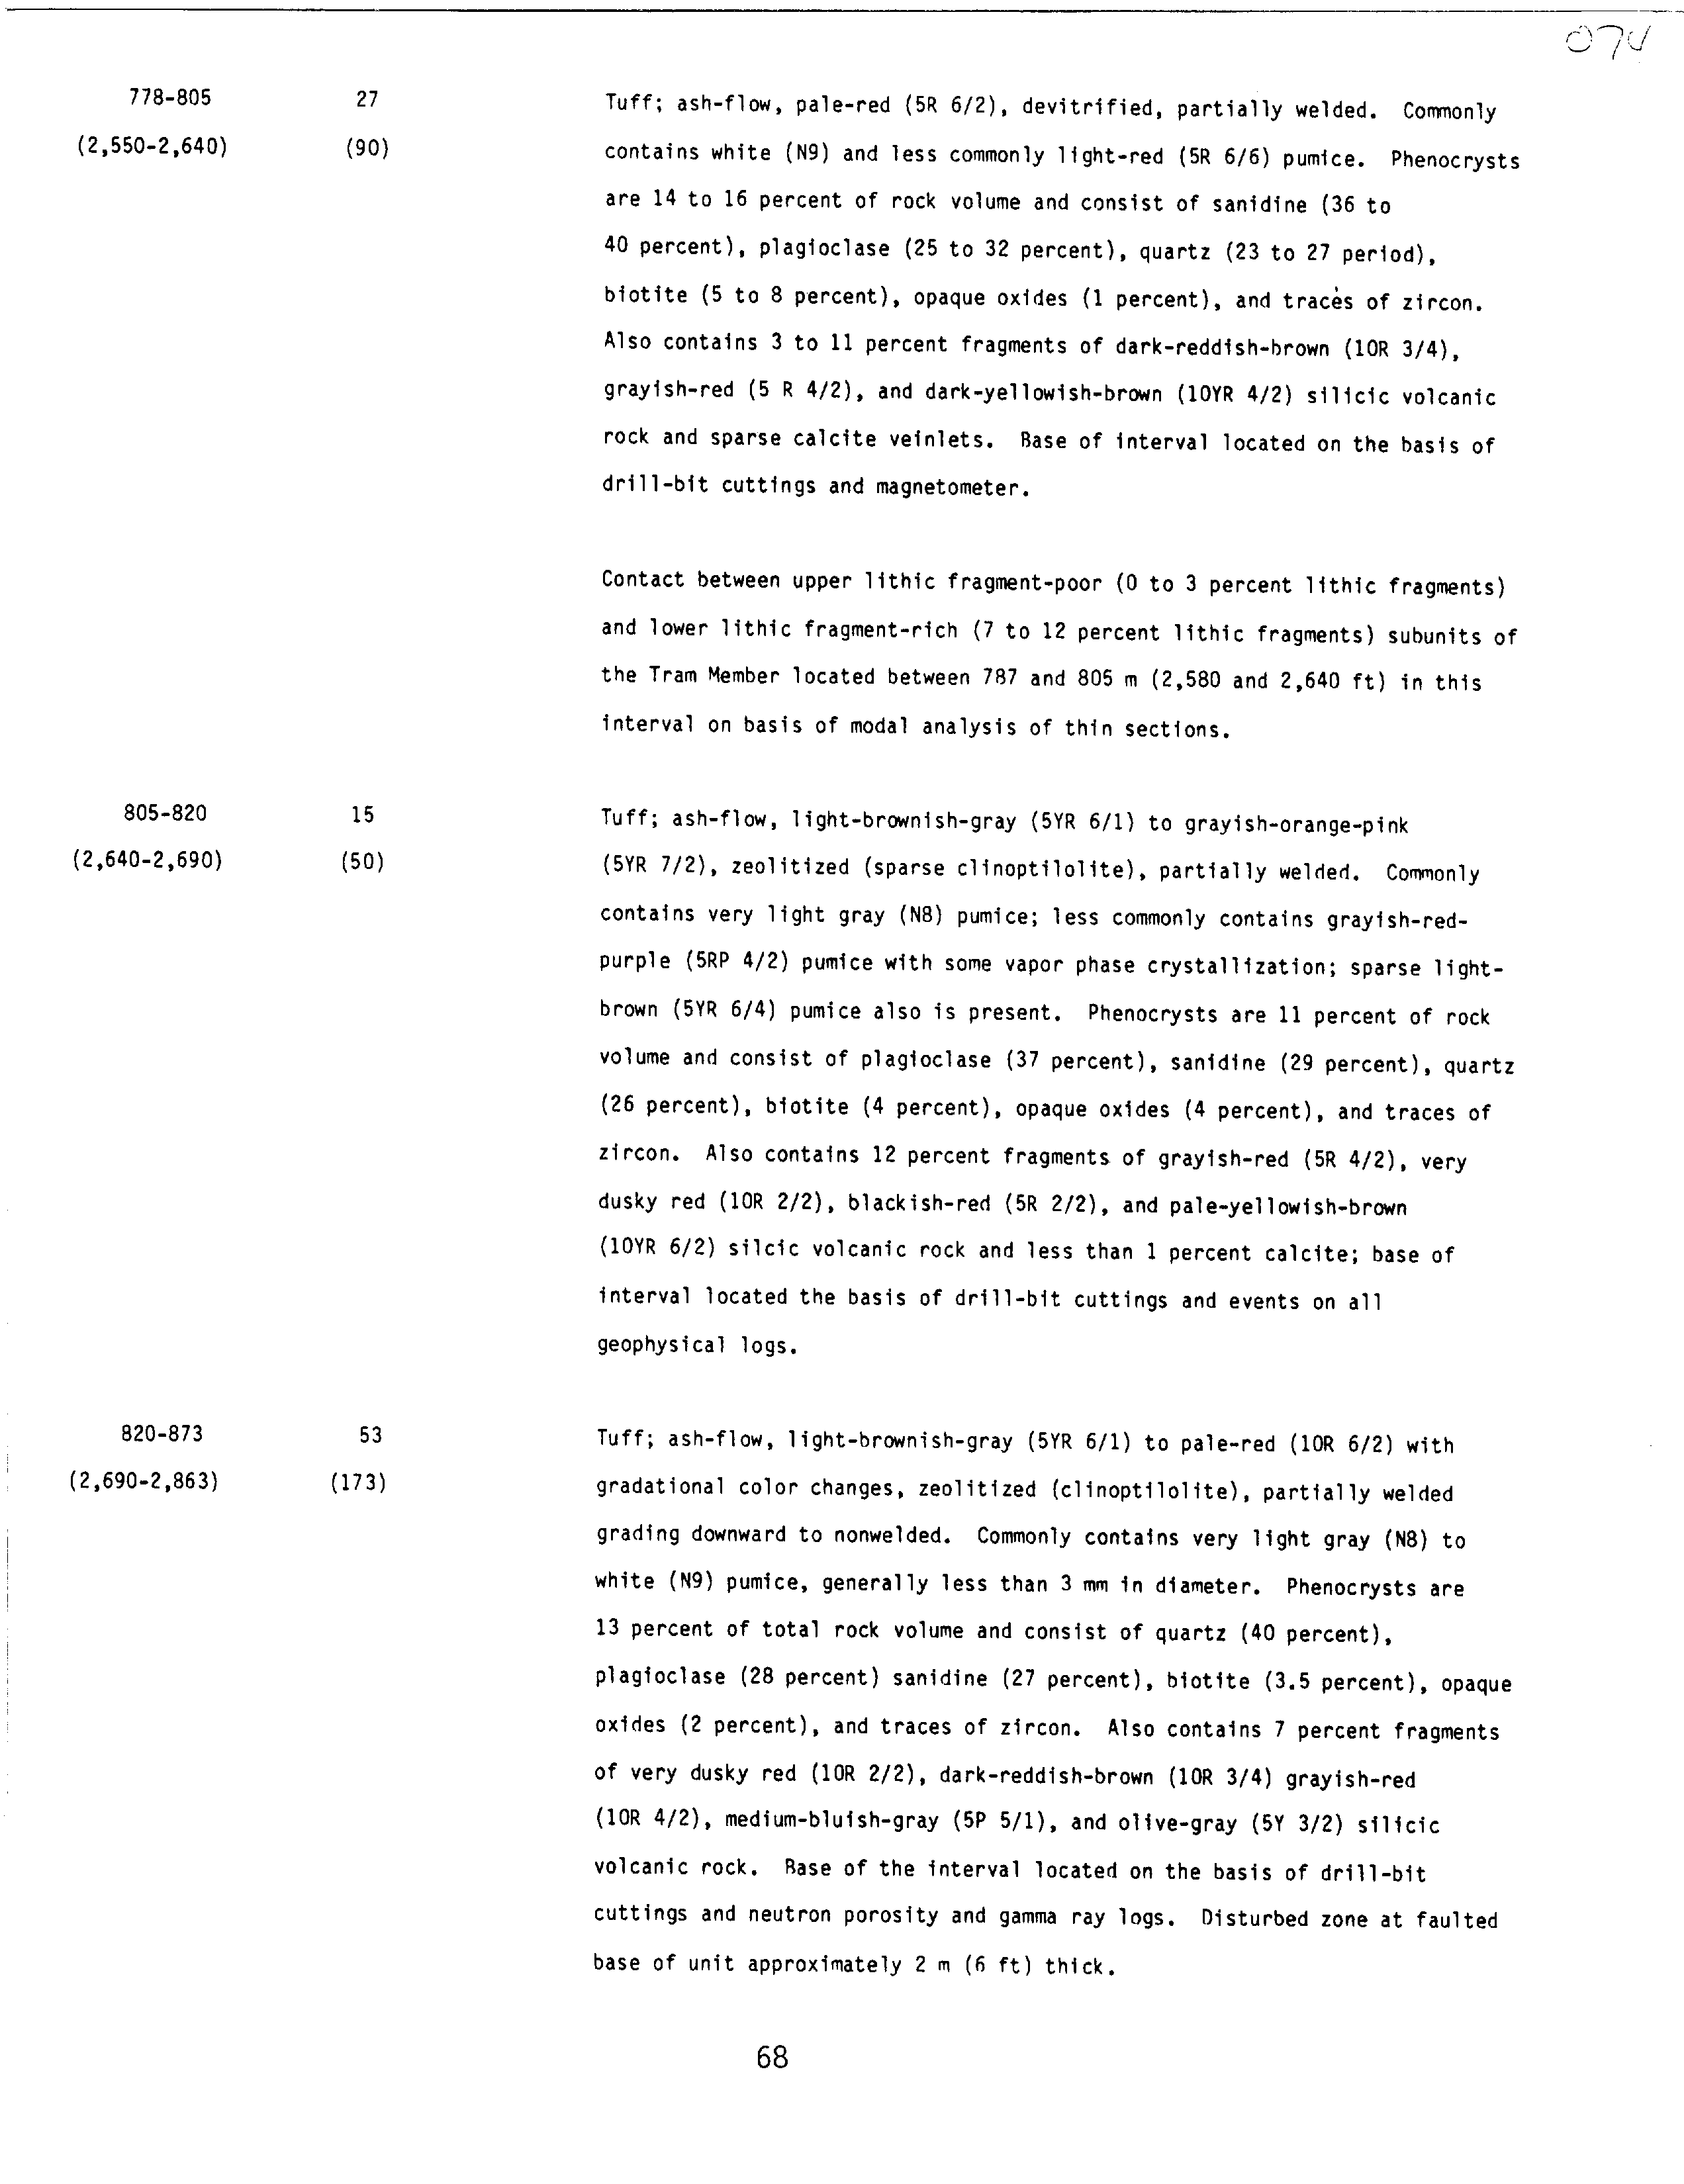 074
778-805 27 Tuff; ash-flow, pale-red (5R 6/2), devitrified, partially welded. Commonly
(2,550-2,640) (90) contains white (N9) and less commonly light-red (5R 6/6) pumice. Phenocrysts
are 14 to 16 percent of rock volume and consist of sanidine (36 to
40 percent), plagioclase (25 to 32 percent), quartz (23 to 27 period),
biotite (5 to 8 percent), opaque oxides (1 percent), and traces of zircon.
Also contains 3 to 11 percent fragments of dark-reddish-brown (10R 3/4),
grayish-red (5 R 4/2), and dark-yellowish-brown (10YR 4/2) silicic volcanic
rock and sparse calcite veinlets. Base of interval located on the basis of
drill-bit cuttings and magnetometer.
Contact between upper lithic fragment-poor (0 to 3 percent lithic fragments)
and lower lithic fragment-rich (7 to 12 percent lithic fragments) subunits of
the Tram Member located between 787 and 805 m (2,580 and 2,640 ft) in this
interval on basis of modal analysis of thin sections.
805-820 15 Tuff; ash-flow, light-brownish-gray (5YR 6/1) to grayish-orange-pink
(2,640-2,690) (50) (5YR 7/2), zeolitized (sparse clinoptilolite), partially welded. Commonly
contains very light gray (N8) pumice; less commonly contains grayish-red-
purple (5RP 4/2) pumice with some vapor phase crystallization; sparse light-
brown (5YR 6/4) pumice also is present. Phenocrysts are 11 percent of rock
volume and consist of plagioclase (37 percent), sanidine (29 percent), quartz
(26 percent), biotite (4 percent), opaque oxides (4 percent), and traces of
zircon. Also contains 12 percent fragments of grayish-red (5R 4/2), very
dusky red (10R 2/2), blackish-red (5R 2/2), and pale-yellowish-brown
(10YR 6/2) silcic volcanic rock and less than 1 percent calcite; base of
interval located the basis of drill-bit cuttings and events on all
geophysical logs.
820-873 53 Tuff; ash-flow, light-brownish-gray (5YR 6/1) to pale-red (10R 6/2) with
(2,690-2,863) (173) gradational color changes, zeolitized (clinoptilolite), partially welded
grading downward to nonwelded. Commonly contains very light gray (N8) to
white (N9) pumice, generally less than 3 mm in diameter. Phenocrysts are
13 percent of total rock volume and consist of quartz (40 percent),
plagioclase (28 percent) sanidine (27 percent), biotite (3.5 percent), opaque
oxides (2 percent), and traces of zircon. Also contains 7 percent fragments
of very dusky red (10R 2/2), dark-reddish-brown (10R 3/4) grayish-red
(10R 4/2), medium-bluish-gray (5P 5/1), and olive-gray (5Y 3/2) silicic
volcanic rock. Base of the interval located on the basis of drill-bit
cuttings and neutron porosity and gamma ray logs. Disturbed zone at faulted
base of unit approximately 2 m (6 ft) thick.
68